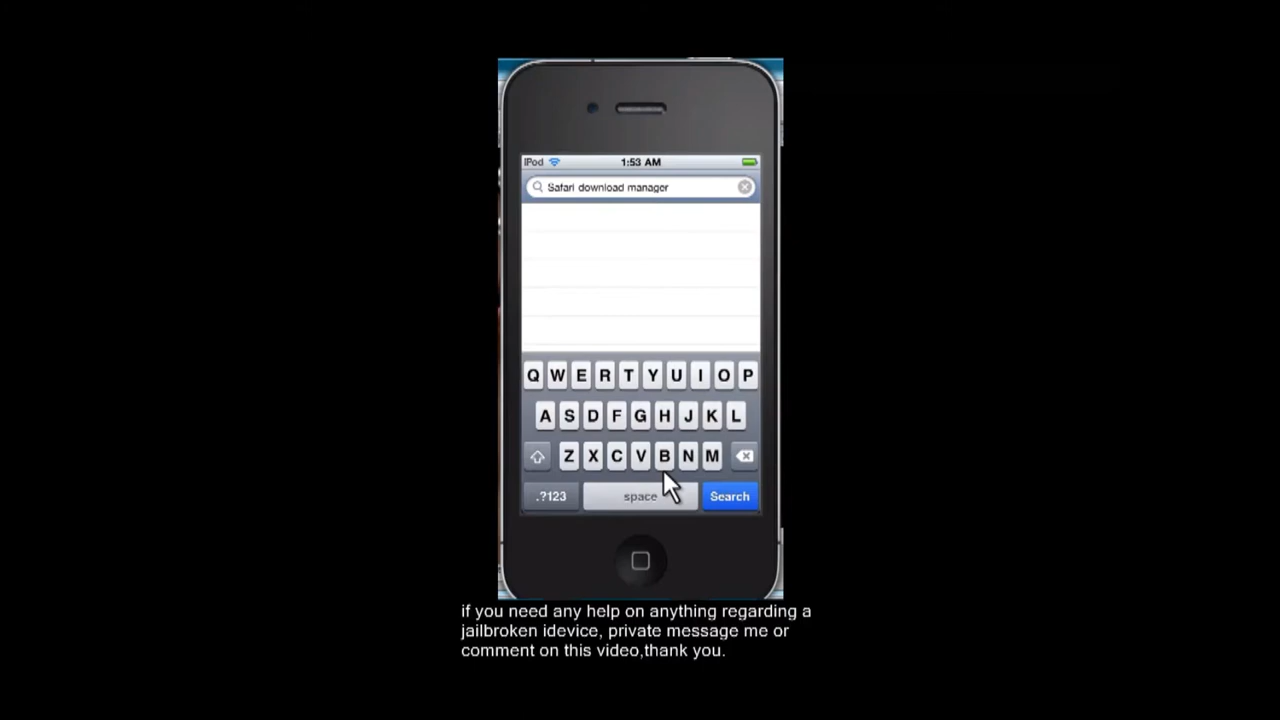 iPod 1:53 AM
Safari download manager
Q W E R T Y U I O P
A S D F G H J K L
Z X C V B N M
.?123 space Search
if you need any help on anything regarding a
jailbroken idevice, private message me or
comment on this video,thank you.